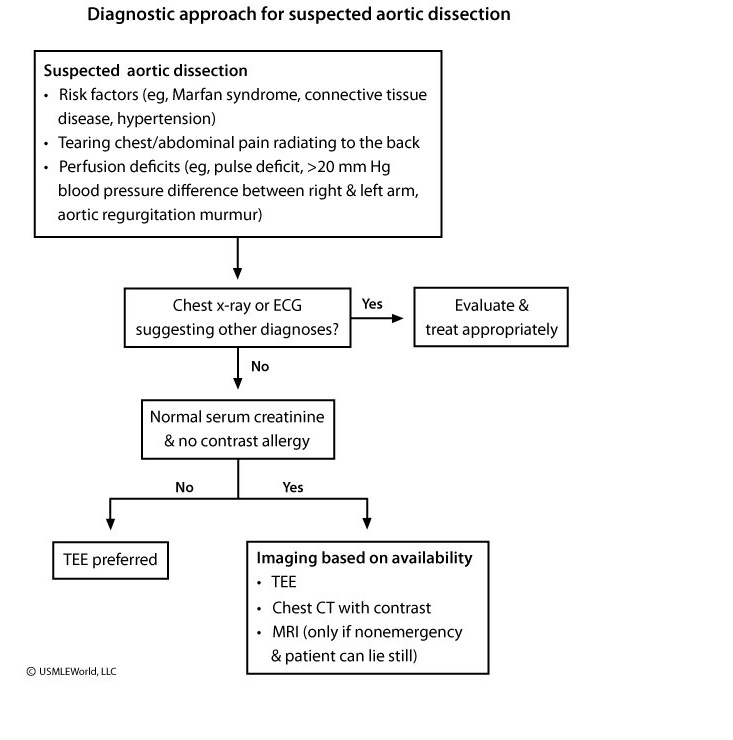 Diagnostic approach for suspected aortic dissection
Suspected aortic dissection
• Risk factors (eg, Marfan syndrome, connective tissue
disease, hypertension)
• Tearing chest/abdominal pain radiating to the back
• Perfusion deficits (eg, pulse deficit, >20 mm Hg
blood pressure difference between right & left arm,
aortic regurgitation murmur)
Chest x-ray or ECG
suggesting other diagnoses?
Yes
Evaluate &
treat appropriately
No
Normal serum creatinine
& no contrast allergy
No
Yes
TEE preferred
Imaging based on availability
• TEE
• Chest CT with contrast
• MRI (only if nonemergency
& patient can lie still)
© USMLEWorld, LLC